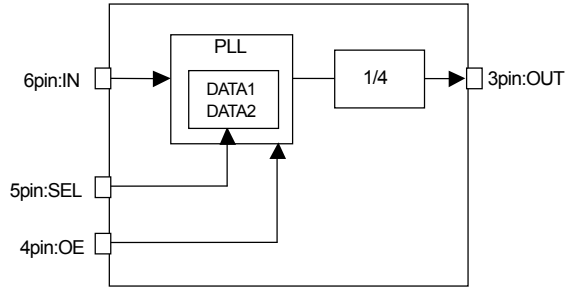 PLL
6pin:IN
DATA1
DATA2
1/4
3pin:OUT
5pin:SEL
4pin:OE